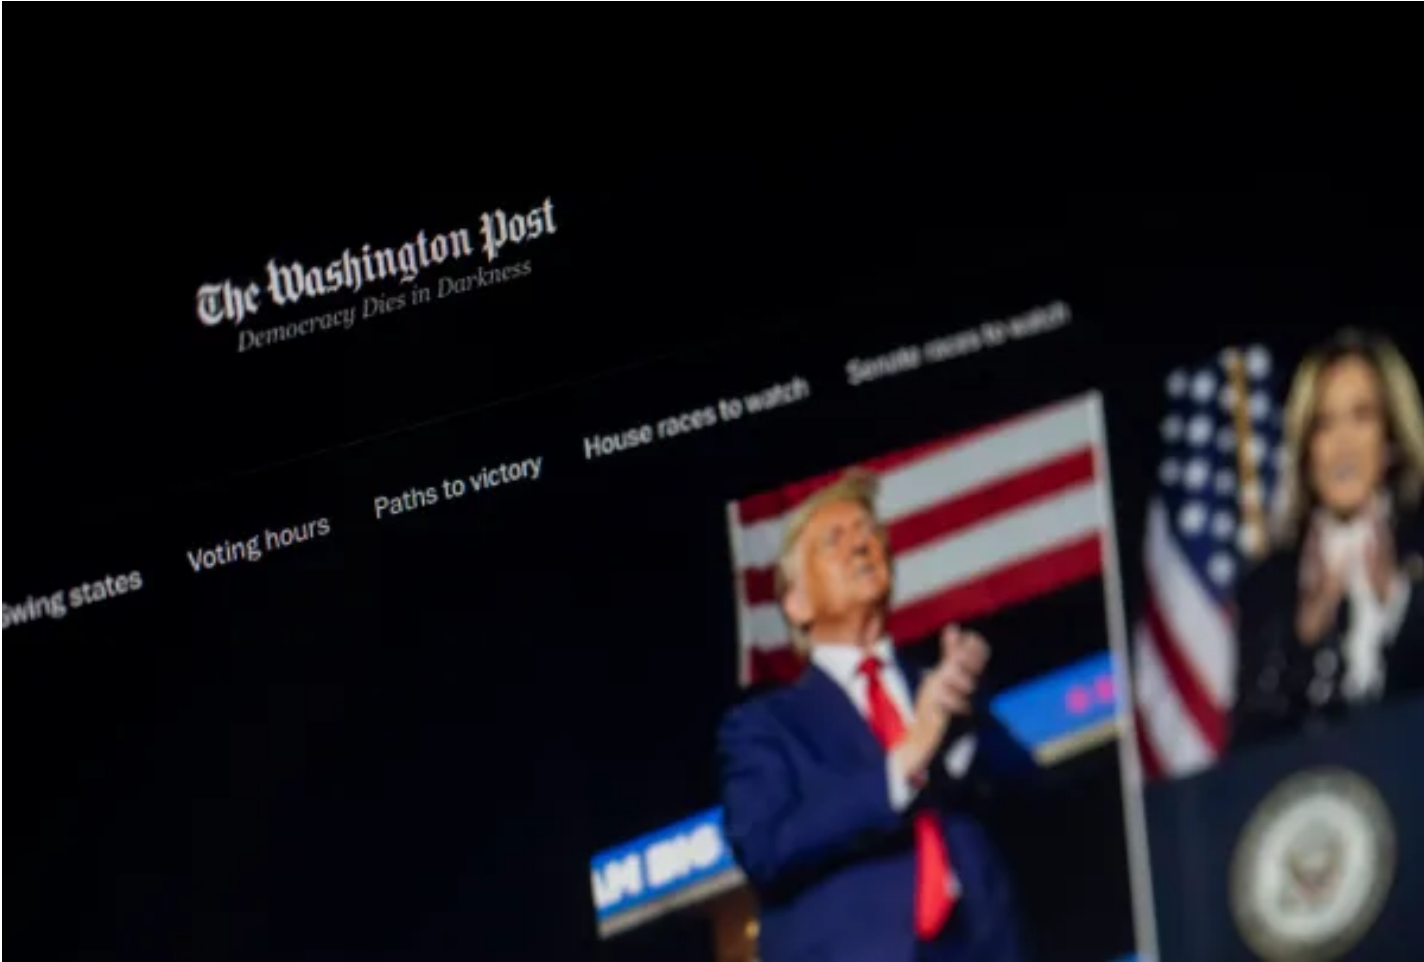 The Washington Post
Democracy Dies in Darkness
Swing states
Voting hours
Paths to victory
House races to watch
Senate races to watch